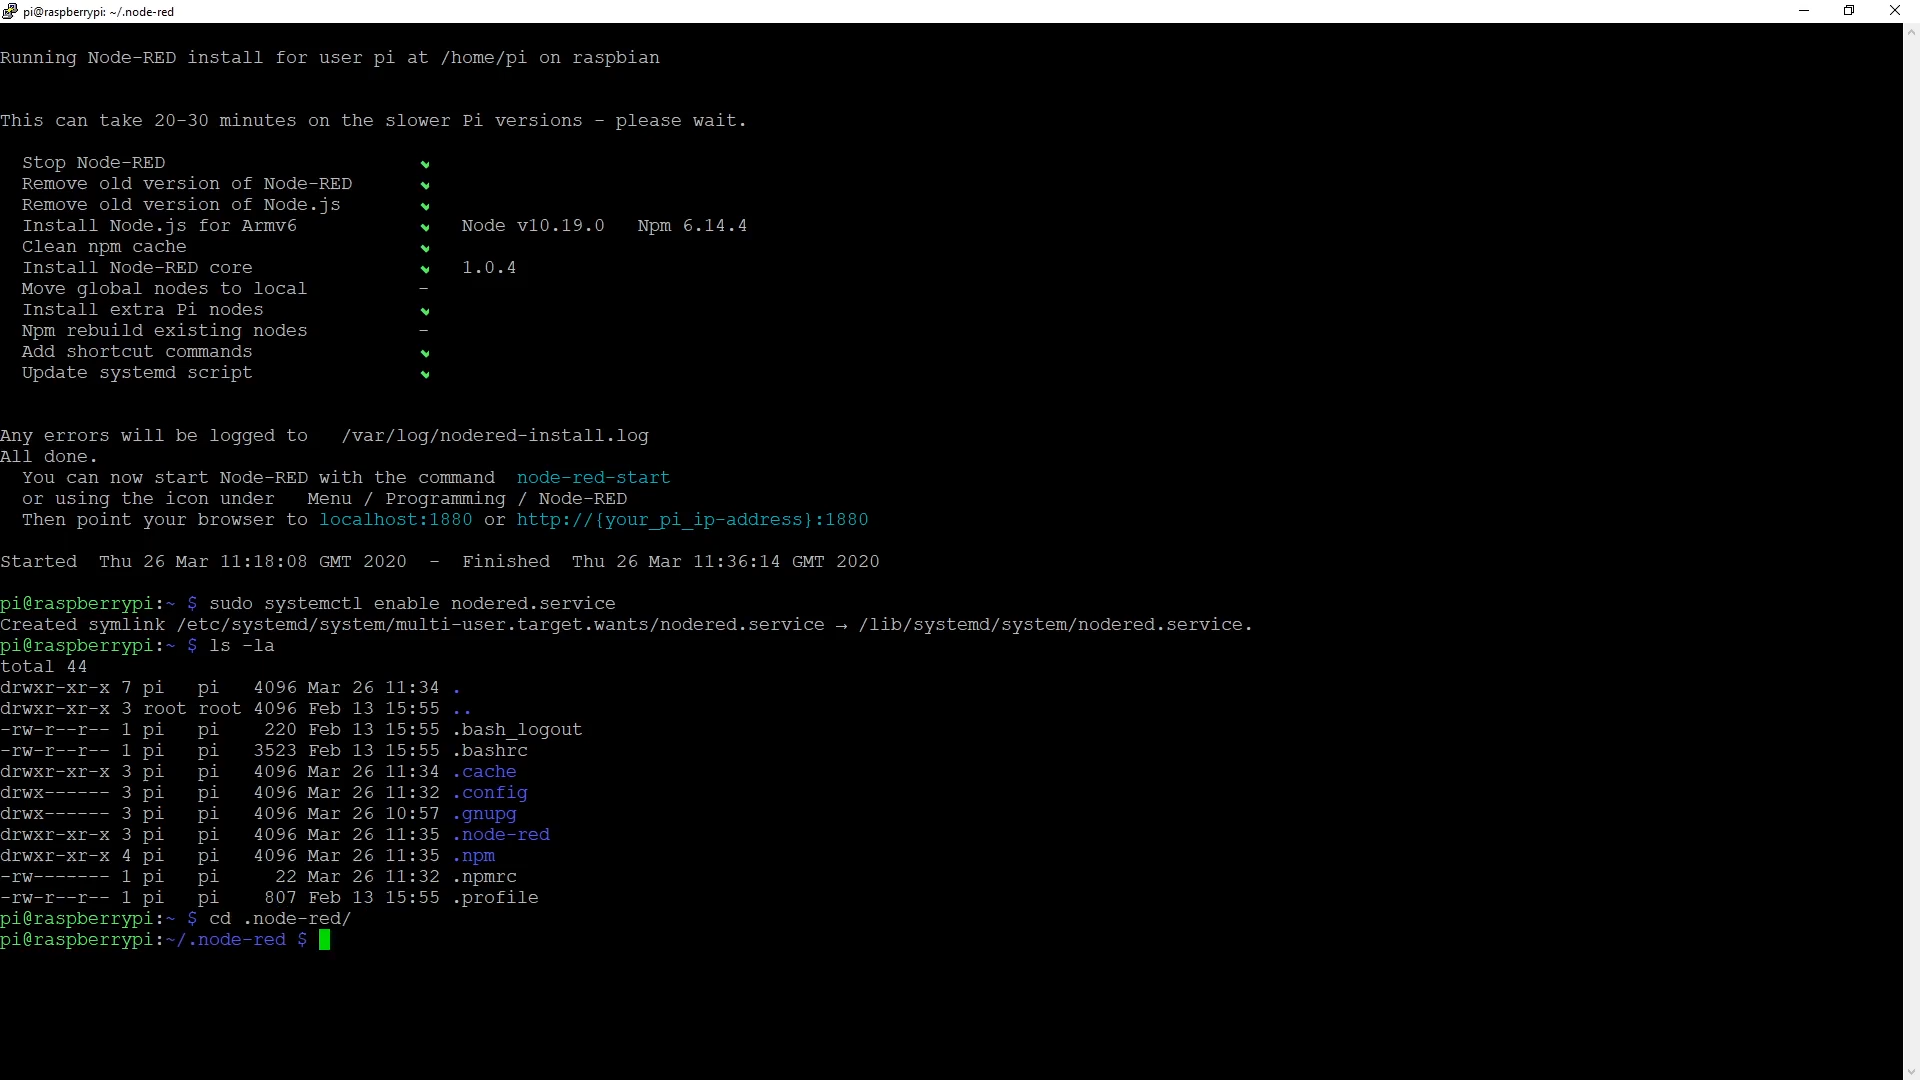 pi@raspberrypi: ~/.node-red
Running Node-RED install for user pi at /home/pi on raspbian
This can take 20-30 minutes on the slower Pi versions - please wait.
Stop Node-RED ✔
Remove old version of Node-RED ✔
Remove old version of Node.js ✔
Install Node.js for Armv6 ✔ Node v10.19.0 Npm 6.14.4
Clean npm cache ✔
Install Node-RED core ✔ 1.0.4
Move global nodes to local -
Install extra Pi nodes ✔
Npm rebuild existing nodes -
Add shortcut commands ✔
Update systemd script ✔
Any errors will be logged to /var/log/nodered-install.log
All done.
You can now start Node-RED with the command node-red-start
or using the icon under Menu / Programming / Node-RED
Then point your browser to localhost:1880 or http://{your_pi_ip-address}:1880
Started Thu 26 Mar 11:18:08 GMT 2020 - Finished Thu 26 Mar 11:36:14 GMT 2020
pi@raspberrypi:~ $ sudo systemctl enable nodered.service
Created symlink /etc/systemd/system/multi-user.target.wants/nodered.service → /lib/systemd/system/nodered.service.
pi@raspberrypi:~ $ ls -la
total 44
drwxr-xr-x 7 pi pi 4096 Mar 26 11:34 .
drwxr-xr-x 3 root root 4096 Feb 13 15:55 ..
-rw-r--r-- 1 pi pi 220 Feb 13 15:55 .bash_logout
-rw-r--r-- 1 pi pi 3523 Feb 13 15:55 .bashrc
drwxr-xr-x 3 pi pi 4096 Mar 26 11:34 .cache
drwx------ 3 pi pi 4096 Mar 26 11:32 .config
drwx------ 3 pi pi 4096 Mar 26 10:57 .gnupg
drwxr-xr-x 3 pi pi 4096 Mar 26 11:35 .node-red
drwxr-xr-x 4 pi pi 4096 Mar 26 11:35 .npm
-rw------- 1 pi pi 22 Mar 26 11:32 .npmrc
-rw-r--r-- 1 pi pi 807 Feb 13 15:55 .profile
pi@raspberrypi:~ $ cd .node-red/
pi@raspberrypi:~/.node-red $